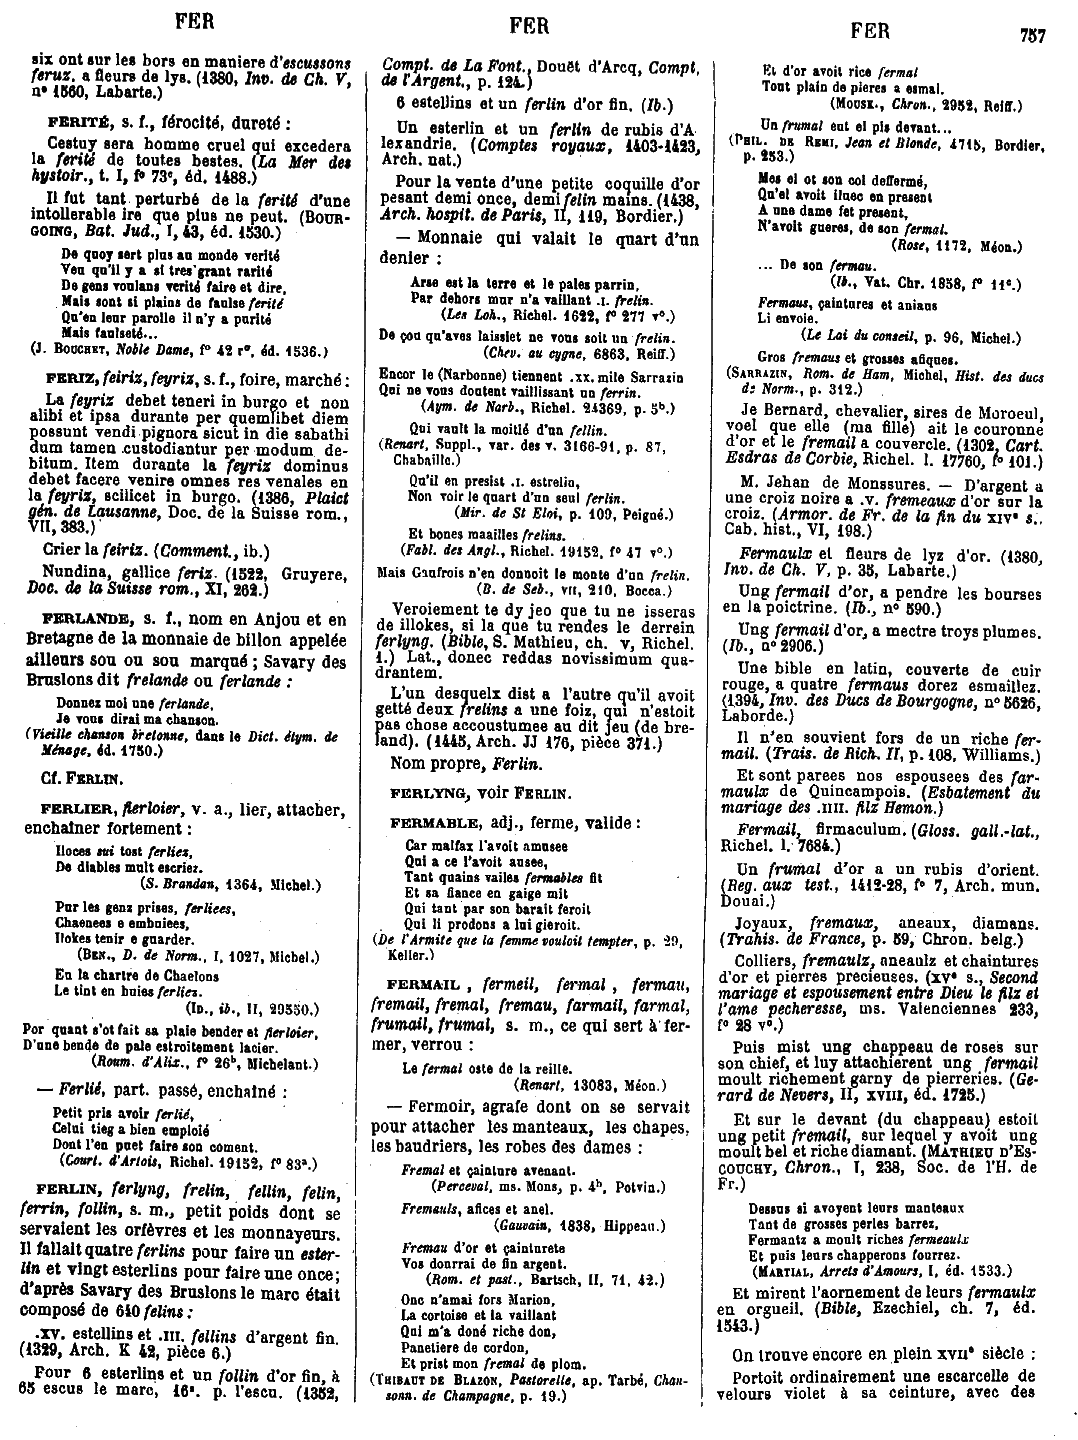 FER
FER
FER
757
six ont sur les bors en maniere d'escussons
feruz. a fleurs de lys. (1380, Inv. de Ch. V,
n° 1560, Labarte.)
FERITÉ, s. f., férocité, dureté :
Cestuy sera homme cruel qui excedera
la ferité de toutes bestes. (La Mer des
hystoir., t. I, f° 73ᶜ, éd. 1488.)
Il fut tant perturbé de la ferité d'une
intollerable ire que plus ne peut. (BOUR-
GOING, Bat. Jud., I, 43, éd. 1530.)
De quoy sert plus au monde verité
Veu qu'il y a si tres'grant rarité
De gens voulans verité faire et dire,
Mais sont si plains de faulse ferité
Qu'en leur parolle il n'y a purité
Mais faulseté...
(J. BOUCHET, Noble Dame, f° 42 r°, éd. 1536.)
FERIZ, feiriz, feyriz, s. f., foire, marché :
La feyriz debet teneri in burgo et non
alibi et ipsa durante per quemlibet diem
possunt vendi pignora sicut in die sabathi
dum tamen custodiantur per modum de-
bitum. Item durante la feyriz dominus
debet facere venire omnes res venales en
la feyriz, scilicet in burgo. (1386, Plaict
gén. de Lausanne, Doc. de la Suisse rom.,
VII, 383.)
Crier la feiriz. (Comment., ib.)
Nundina, gallice feriz. (1522, Gruyere,
Doc. de la Suisse rom., XI, 262.)
FERLANDE, s. f., nom en Anjou et en
Bretagne de la monnaie de billon appelée
ailleurs sou ou sou marqué ; Savary des
Bruslons dit frelande ou ferlande :
Donnez moi une ferlande,
Je vous dirai ma chanson.
(Vieille chanson bretonne, dans le Dict. étym. de
Ménage, éd. 1750.)
Cf. FERLIN.
FERLIER, fierloier, v. a., lier, attacher,
enchaîner fortement :
Iloces sui tost ferliez,
De diables mult escriez.
(S. Brandan, 1364, Michel.)
Pur les genz prises, ferliees,
Chaenees e embuiees,
Ilokes tenir e guarder.
(BEN., D. de Norm., I, 1027, Michel.)
En la chartre de Chaelons
Le tint en buies ferliez.
(ID., ib., II, 29550.)
Por quant s'ot fait sa plaie bender et fierloier,
D'une bende de pale estroitement lacier.
(Roum. d'Alix., f° 26ᵇ, Michelant.)
— Ferlié, part. passé, enchaîné :
Petit pris avoir ferlié,
Celui tieg a bien emploié
Dont l'en puet faire son coment.
(Court. d'Artois, Richel. 19152, f° 83ᵃ.)
FERLIN, ferlyng, frelin, fellin, felin,
ferrin, follin, s. m., petit poids dont se
servaient les orfèvres et les monnayeurs.
Il fallait quatre ferlins pour faire un ester-
lin et vingt esterlins pour faire une once;
d'après Savary des Bruslons le marc était
composé de 640 felins :
.XV. estellins et .III. fellins d'argent fin.
(1329, Arch. K 42, pièce 6.)
Pour 6 esterlins et un follin d'or fin, à
65 escus le marc, 16ˢ. p. l'escu. (1352,
Compt. de La Font., Douët d'Arcq, Compt.
de l'Argent., p. 124.)
6 estellins et un ferlin d'or fin. (Ib.)
Un esterlin et un ferlin de rubis d'A
lexandrie. (Comptes royaux, 1403-1423,
Arch. nat.)
Pour la vente d'une petite coquille d'or
pesant demi once, demi felin mains. (1438,
Arch. hospit. de Paris, II, 119, Bordier.)
— Monnaie qui valait le quart d'un
denier :
Arse est la terre et le pales parrin,
Par dehors mur n'a vaillant .I. frelin.
(Les Loh., Richel. 1622, f° 277 v°.)
De çou qu'aves laisslet ne vous soit un frelin.
(Chev. au cygne, 6863, Reiff.)
Encor le (Narbonne) tiennent .XX. mile Sarrazin
Qui ne vous doutent vaillissant un ferrin.
(Aym. de Narb., Richel. 24369, p. 5ᵇ.)
Qui vault la moitié d'un fellin.
(Renart, Suppl., var. des v. 3166-91, p. 87,
Chabaille.)
Qu'il en presist .I. estrelin,
Non voir le quart d'un seul ferlin.
(Mir. de St Eloi, p. 109, Peigné.)
Et bones maailles frelins.
(Fabl. des Angl., Richel. 19152, f° 47 v°.)
Mais Gaufrois n'en donnoit le monte d'un frelin.
(B. de Seb., VII, 210, Bocca.)
Veroiement te dy jeo que tu ne isseras
de illokes, si la que tu rendes le derrein
ferlyng. (Bible, S. Mathieu, ch. V, Richel.
1.) Lat., donec reddas novissimum qua-
drantem.
L'un desquelx dist a l'autre qu'il avoit
getté deux frelins a une foiz, qui n'estoit
pas chose accoustumee au dit jeu (de bre-
land). (1445, Arch. JJ 176, pièce 371.)
Nom propre, Ferlin.
FERLYNG, voir FERLIN.
FERMABLE, adj., ferme, valide :
Car malfax l'avoit amusee
Qui a ce l'avoit ausee,
Tant quains vailes fermables fit
Et sa fiance en gaige mit
Qui tant par son barait feroit
Qui li prodons a lui gieroit.
(De l'Armite que la femme vouloit tempter, p. 29,
Keller.)
FERMAIL, fermeil, fermal, fermau,
fremail, fremal, fremau, farmail, farmal,
frumail, frumal, s. m., ce qui sert à fer-
mer, verrou :
Le fermal oste de la reille.
(Renart, 13083, Méon.)
— Fermoir, agrafe dont on se servait
pour attacher les manteaux, les chapes,
les baudriers, les robes des dames :
Fremal et çainture avenant.
(Perceval, ms. Mons, p. 4ᵇ, Potvin.)
Fremauls, afices et anel.
(Gauvain, 1838, Hippeau.)
Fremau d'or et çainturete
Vos donrrai de fin argent.
(Rom. et past., Bartsch, II, 71, 42.)
Onc n'amai fors Marion,
La cortoise et la vaillant
Qui m'a doné riche don,
Panetiere de cordon,
Et prist mon fremal de plom.
(THIBAUT DE BLAZON, Pastorelle, ap. Tarbé, Chan-
sonn. de Champagne, p. 19.)
Et d'or avoit rice fermal
Tout plain de pieres a esmal.
(MOUSK., Chron., 2952, Reiff.)
Un frumal eut el pis devant...
(PHIL. DE REMI, Jean et Blonde, 4715, Bordier,
p. 253.)
Mes el ot son col deffermé,
Qu'el avoit iluec en present
A une dame fet present,
N'avoit gueres, de son fermal.
(Rose, 1172, Méon.)
... De son fermau.
(Ib., Vat. Chr. 1858, f° 11ᵉ.)
Fermaus, çaintures et aniaus
Li envoie.
(Le Lai du conseil, p. 96, Michel.)
Gros fremaus et grosses afiques.
(SARRAZIN, Rom. de Ham, Michel, Hist. des ducs
de Norm., p. 312.)
Je Bernard, chevalier, sires de Moroeul,
voel que elle (ma fille) ait le couronne
d'or et le fremail a couvercle. (1302, Cart.
Esdras de Corbie, Richel. l. 17760, f° 101.)
M. Jehan de Monssures. — D'argent a
une croiz noire a .V. fremeaux d'or sur la
croiz. (Armor. de Fr. de la fin du XIVᵉ s.,
Cab. hist., VI, 198.)
Fermaulx et fleurs de lyz d'or. (1380,
Inv. de Ch. V, p. 35, Labarte.)
Ung fermail d'or, a pendre les bourses
en la poictrine. (Ib., n° 590.)
Ung fermail d'or, a mectre troys plumes.
(Ib., n° 2906.)
Une bible en latin, couverte de cuir
rouge, a quatre fermaus dorez esmaillez.
(1394, Inv. des Ducs de Bourgogne, n° 5626,
Laborde.)
Il n'en souvient fors de un riche fer-
mail. (Trais. de Rich. II, p. 108, Williams.)
Et sont parees nos espousees des far-
maulx de Quincampois. (Esbatement du
mariage des .IIII. filz Hemon.)
Fermail, firmaculum. (Gloss. gall.-lat.,
Richel. l. 7684.)
Un frumal d'or a un rubis d'orient.
(Reg. aux test., 1412-28, f° 7, Arch. mun.
Douai.)
Joyaux, fremaux, aneaux, diamans.
(Trahis. de France, p. 59, Chron. belg.)
Colliers, fremaulz, aneaulz et chaintures
d'or et pierres precieuses. (XVᵉ s., Second
mariage et espousement entre Dieu le filz et
l'ame pecheresse, ms. Valenciennes 233,
f° 28 v°.)
Puis mist ung chappeau de roses sur
son chief, et luy attachierent ung fermail
moult richement garny de pierreries. (Ge-
rard de Nevers, II, XVIII, éd. 1725.)
Et sur le devant (du chappeau) estoit
ung petit fremail, sur lequel y avoit ung
moult bel et riche diamant. (MATHIEU D'ES-
COUCHY, Chron., I, 238, Soc. de l'H. de
Fr.)
Dessus si avoyent leurs manteaux
Tant de grosses perles barrez,
Fermantz a moult riches fermeaulx
Et puis leurs chapperons fourrez.
(MARTIAL, Arrets d'Amours, I, éd. 1533.)
Et mirent l'aornement de leurs fermaulx
en orgueil. (Bible, Ezechiel, ch. 7, éd.
1543.)
On trouve encore en plein XVIIᵉ siècle :
Portoit ordinairement une escarcelle de
velours violet à sa ceinture, avec des